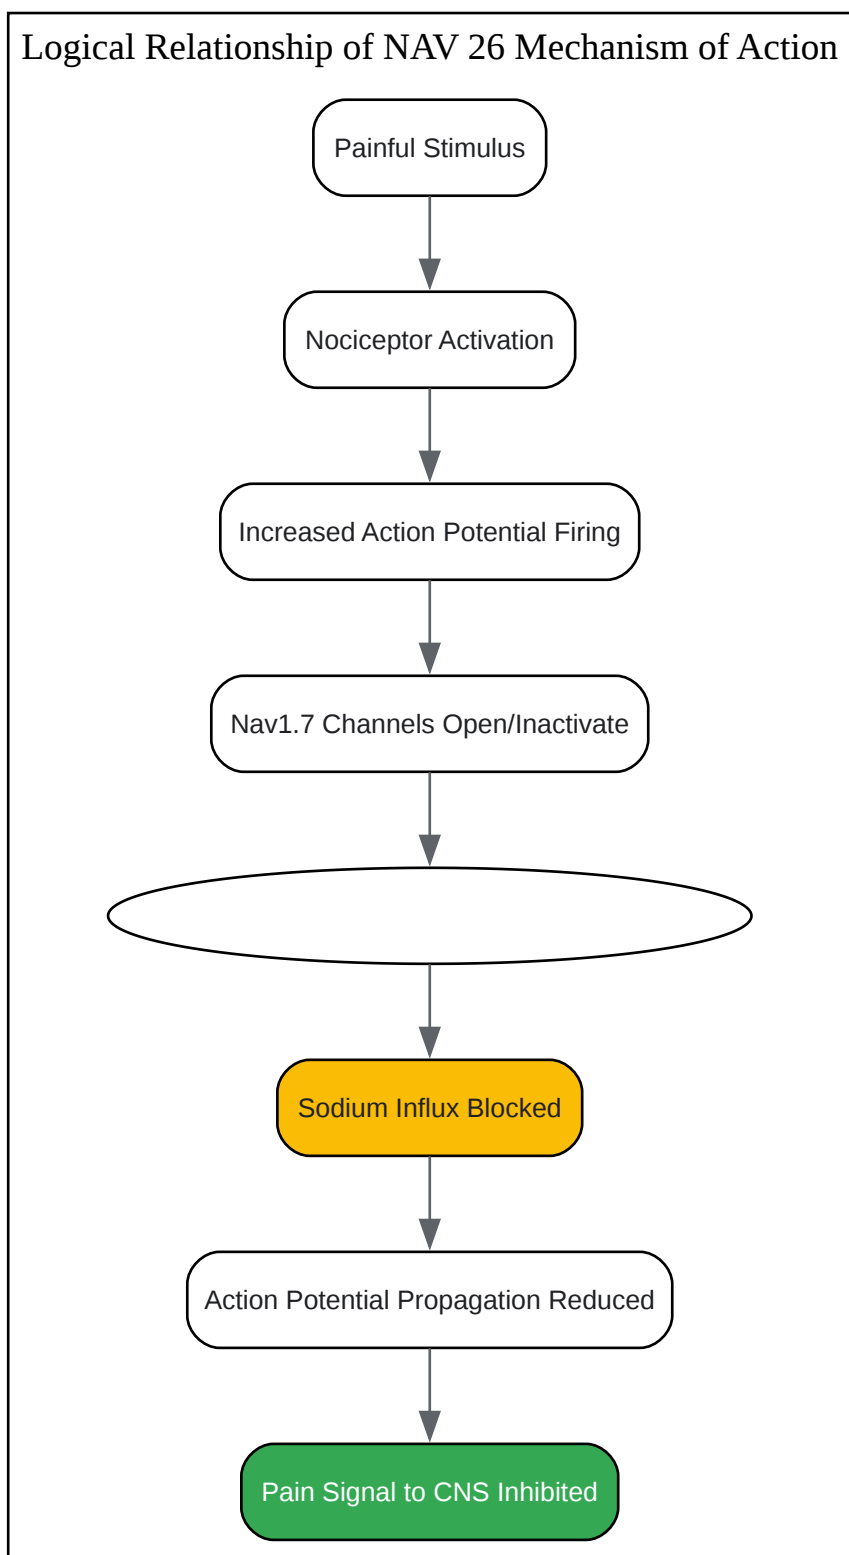 Logical Relationship of NAV 26 Mechanism of Action
Painful Stimulus
Nociceptor Activation
Increased Action Potential Firing
Nav1.7 Channels Open/Inactivate
Sodium Influx Blocked
Action Potential Propagation Reduced
Pain Signal to CNS Inhibited